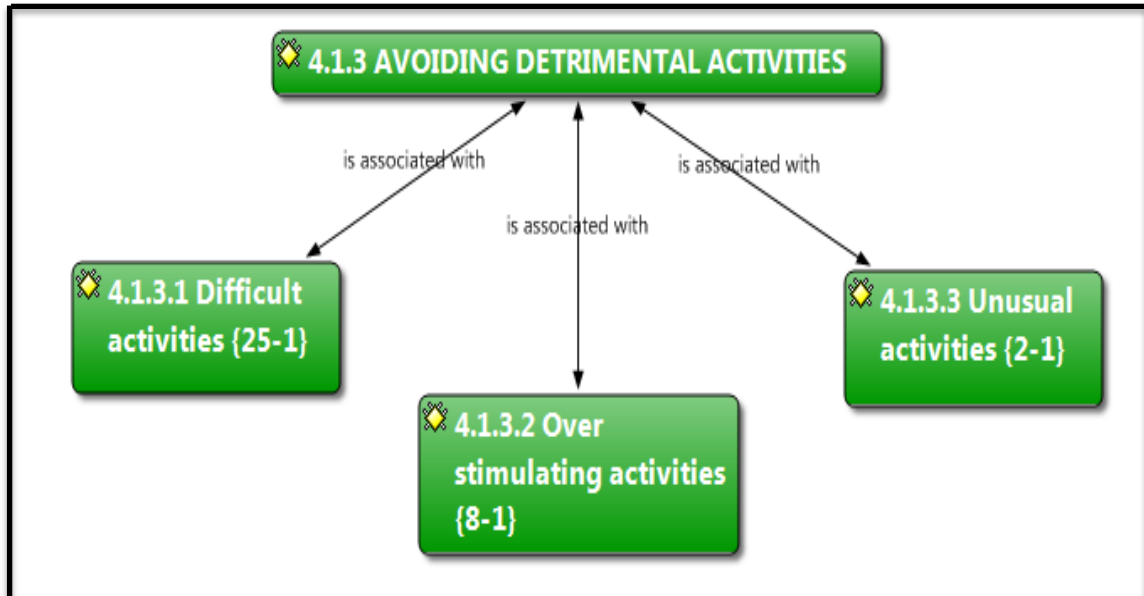 4.1.3 AVOIDING DETRIMENTAL ACTIVITIES
is associated with
is associated with
is associated with
4.1.3.1 Difficult
activities {25-1}
4.1.3.3 Unusual
activities {2-1}
4.1.3.2 Over
stimulating activities
{8-1}